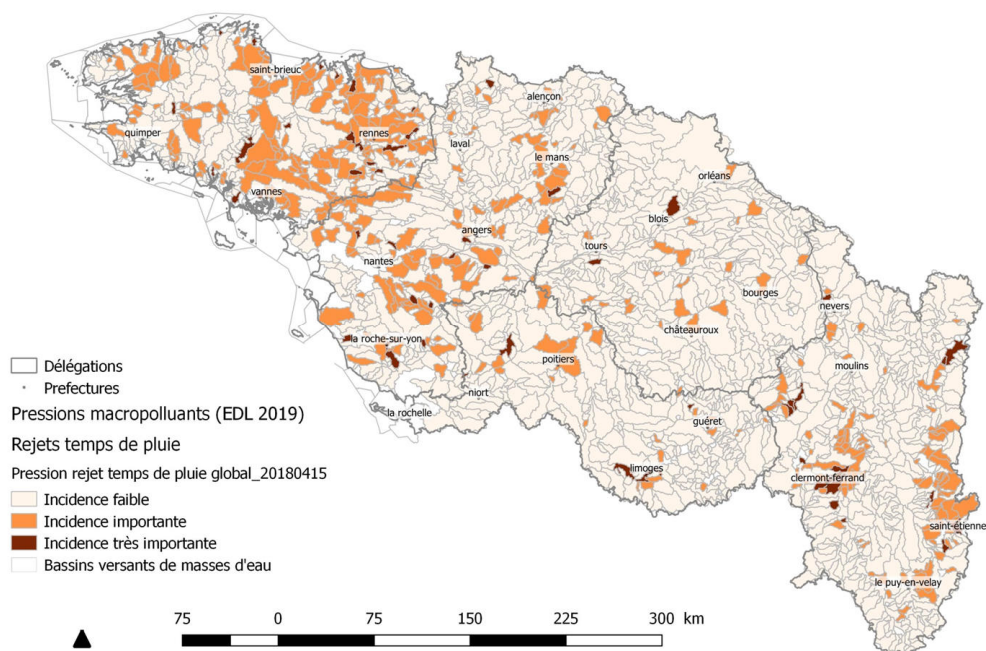 saint-brieuc
alençon
quimper
rennes
laval
le mans
orléans
vannes
blois
angers
tours
nantes
bourges
nevers
châteauroux
la roche-sur-yon
poitiers
moulins
niort
la rochelle
guéret
limoges
clermont-ferrand
saint-étienne
le puy-en-velay
Délégations
Prefectures
Pressions macropolluants (EDL 2019)
Rejets temps de pluie
Pression rejet temps de pluie global_20180415
Incidence faible
Incidence importante
Incidence très importante
Bassins versants de masses d'eau
75 0 75 150 225 300 km